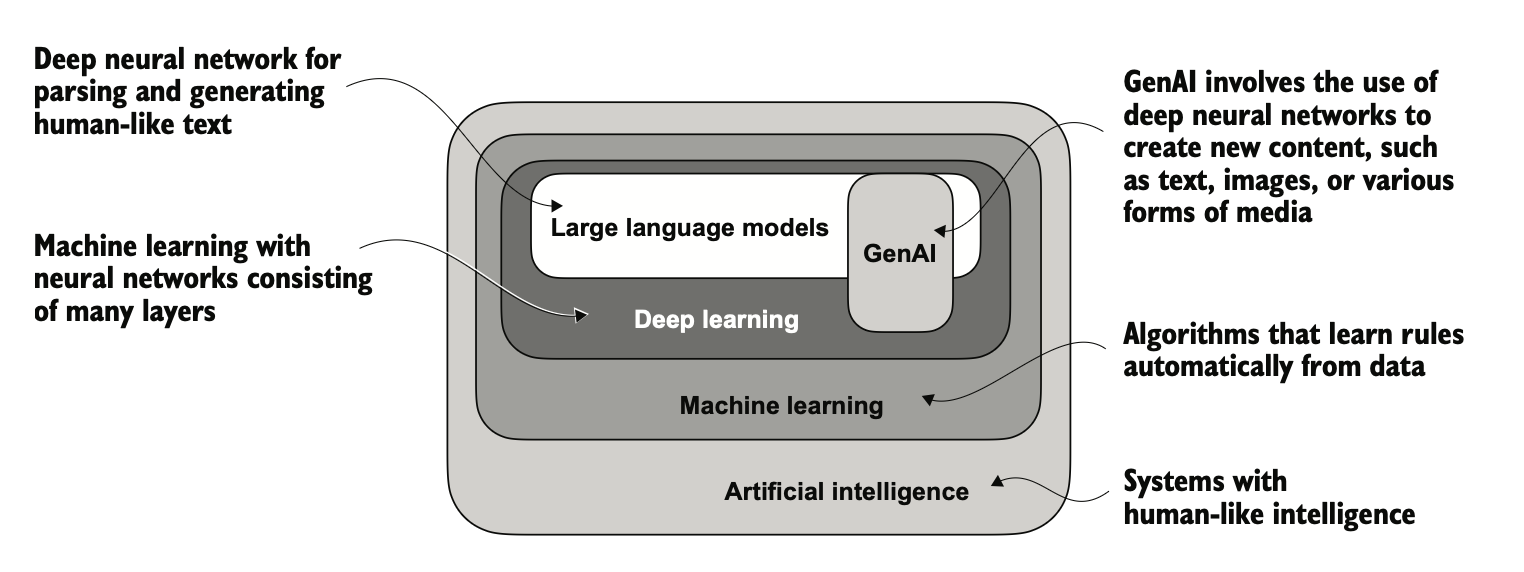 Deep neural network for
parsing and generating
human-like text
Machine learning with
neural networks consisting
of many layers
Large language models
GenAI
Deep learning
Machine learning
Artificial intelligence
GenAI involves the use of
deep neural networks to
create new content, such
as text, images, or various
forms of media
Algorithms that learn rules
automatically from data
Systems with
human-like intelligence